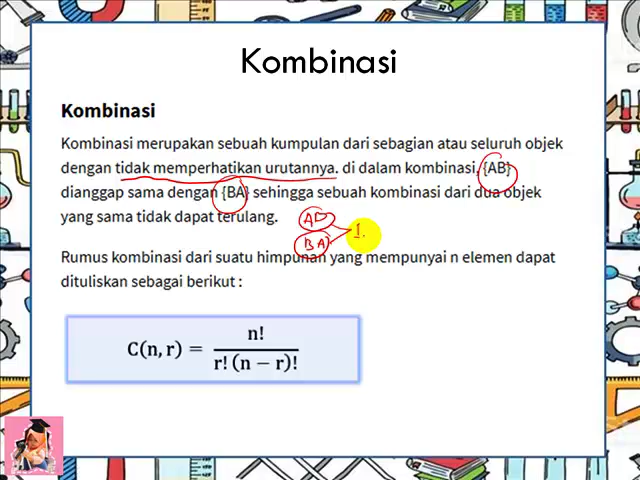 Kombinasi
Kombinasi
Kombinasi merupakan sebuah kumpulan dari sebagian atau seluruh objek
dengan tidak memperhatikan urutannya. di dalam kombinasi, {AB}
dianggap sama dengan {BA} sehingga sebuah kombinasi dari dua objek
yang sama tidak dapat terulang.
AB
BA
1.
Rumus kombinasi dari suatu himpunan yang mempunyai n elemen dapat
dituliskan sebagai berikut :
C(n, r) = n! / r! (n − r)!